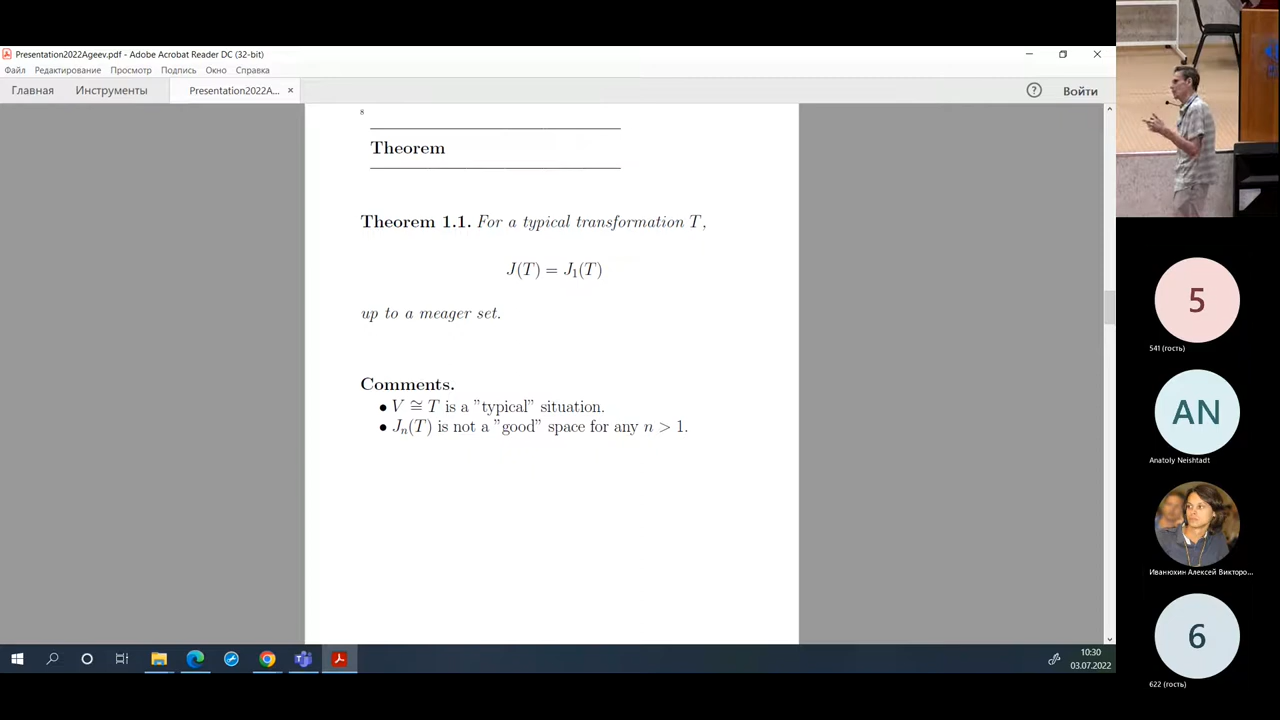 Presentation2022Ageev.pdf - Adobe Acrobat Reader DC (32-bit)
Файл Редактирование Просмотр Подпись Окно Справка
Главная Инструменты Presentation2022A... × Войти
8
Theorem
Theorem 1.1. For a typical transformation T,
J(T) = J₁(T)
up to a meager set.
Comments.
• V ≅ T is a ”typical” situation.
• Jₙ(T) is not a ”good” space for any n > 1.
5
541 (гость)
AN
Anatoly Neishtadt
Иванюхин Алексей Викторо...
6
622 (гость)
10:30
03.07.2022